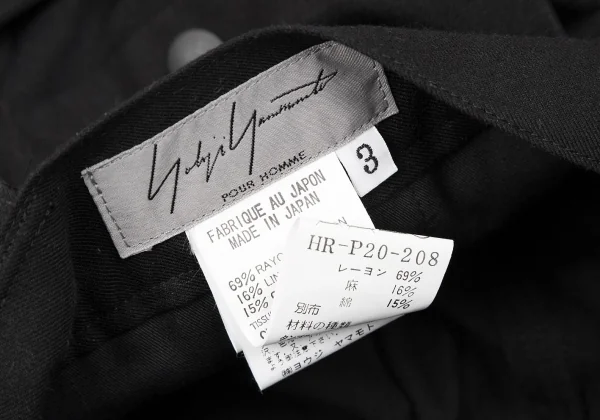 Yohji Yamamoto
POUR HOMME
3
FABRIQUE AU JAPON
MADE IN JAPAN
69% RAYO
16% LIN
15% C
TISSU
HR-P20-208
レーヨン 69%
麻 16%
別布 綿 15%
材料の種類
ヨウジ ヤマモト